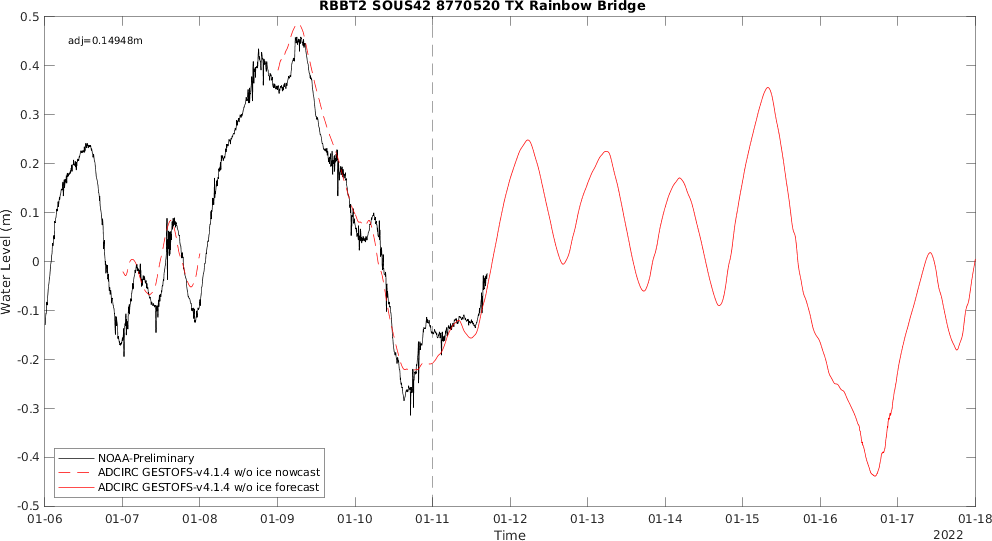 RBBT2 SOUS42 8770520 TX Rainbow Bridge
adj=0.14948m
0.5
0.4
0.3
0.2
0.1
0
-0.1
-0.2
-0.3
-0.4
-0.5
Water Level (m)
NOAA-Preliminary
ADCIRC GESTOFS-v4.1.4 w/o ice nowcast
ADCIRC GESTOFS-v4.1.4 w/o ice forecast
01-06 01-07 01-08 01-09 01-10 01-11 01-12 01-13 01-14 01-15 01-16 01-17 01-18
Time
2022